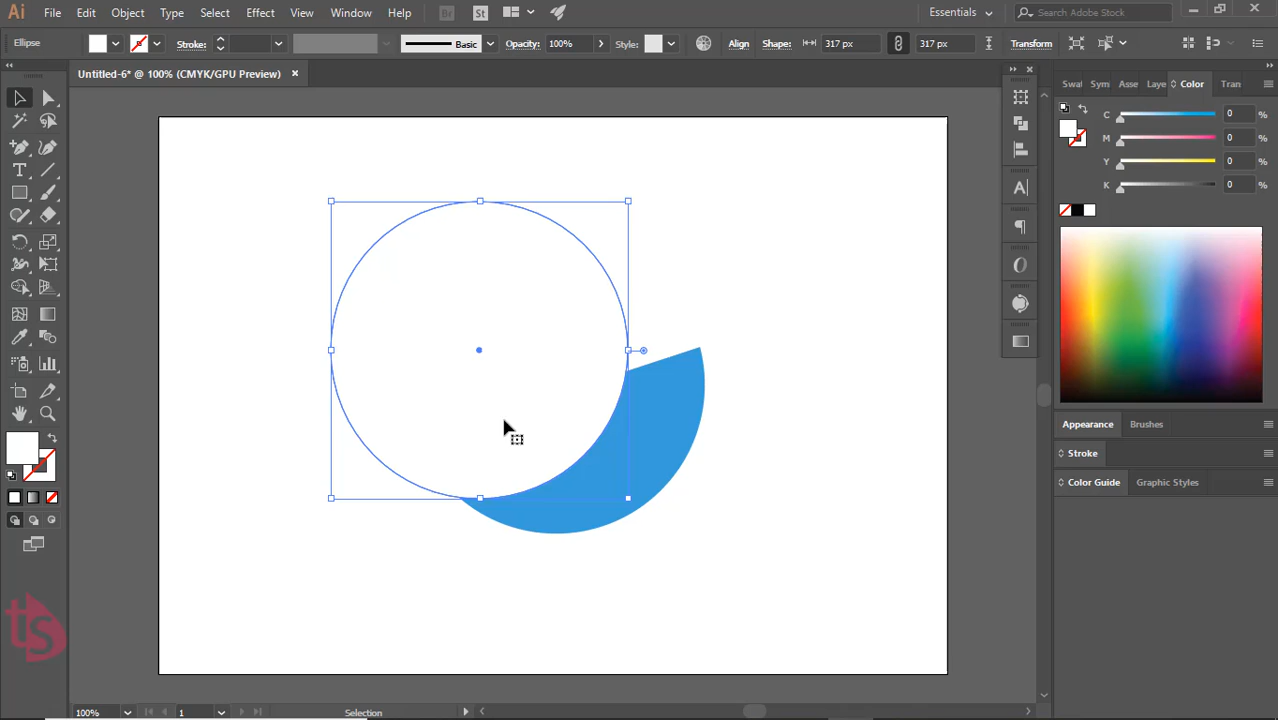 Ai File Edit Object Type Select Effect View Window Help Br St Essentials Search Adobe Stock
Ellipse Stroke: Basic Opacity: 100% Style: Align Shape: 317 px 317 px Transform
Untitled-6* @ 100% (CMYK/GPU Preview) ×
Swat Sym Asse Laye Color Tran
C 0 %
M 0 %
Y 0 %
K 0 %
Appearance Brushes
Stroke
Color Guide Graphic Styles
tis
100% 1 Selection